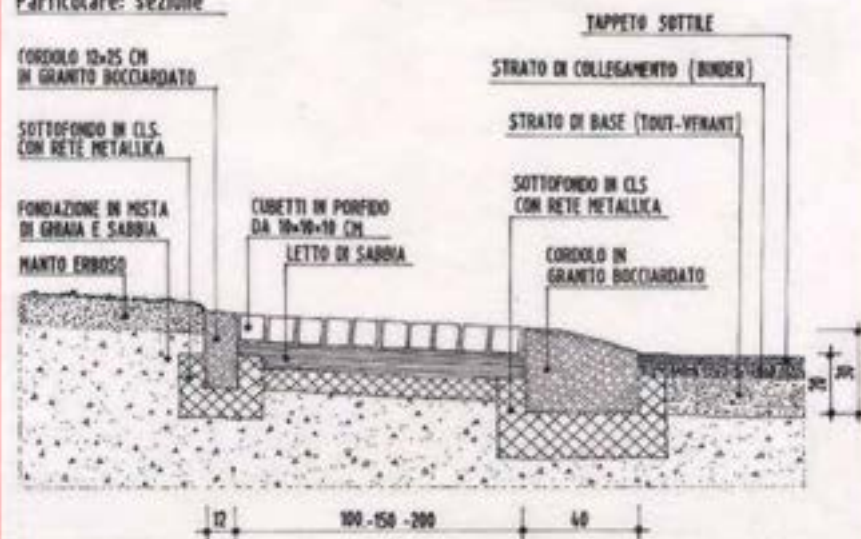 Particolare: sezione
CORDOLO 12x25 CM
IN GRANITO BOCCIARDATO
SOTTOFONDO IN CLS.
CON RETE METALLICA
FONDAZIONE IN MISTA
DI GHIAIA E SABBIA
MANTO ERBOSO
CUBETTI IN PORFIDO
DA 10x10x10 CM
LETTO DI SABBIA
TAPPETO SOTTILE
STRATO DI COLLEGAMENTO (BINDER)
STRATO DI BASE (TOUT-VENANT)
SOTTOFONDO IN CLS
CON RETE METALLICA
CORDOLO IN
GRANITO BOCCIARDATO
12
100-150-200
40